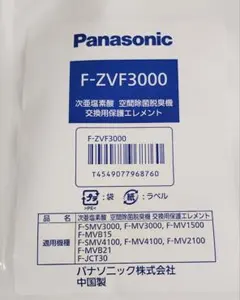 Panasonic
F-ZVF3000
次亜塩素酸 空間除菌脱臭機
交換用保護エレメント
F-ZVF3000
T4549077968760
プラ :袋 紙 :ラベル
-PE+
品名 次亜塩素酸 空間除菌脱臭機 交換用保護エレメント
適用機種 F-SMV3000, F-MV3000, F-MV1500
F-MVB15
F-SMV4100, F-MV4100, F-MV2100
F-MVB21
F-JCT30
パナソニック株式会社
中国製